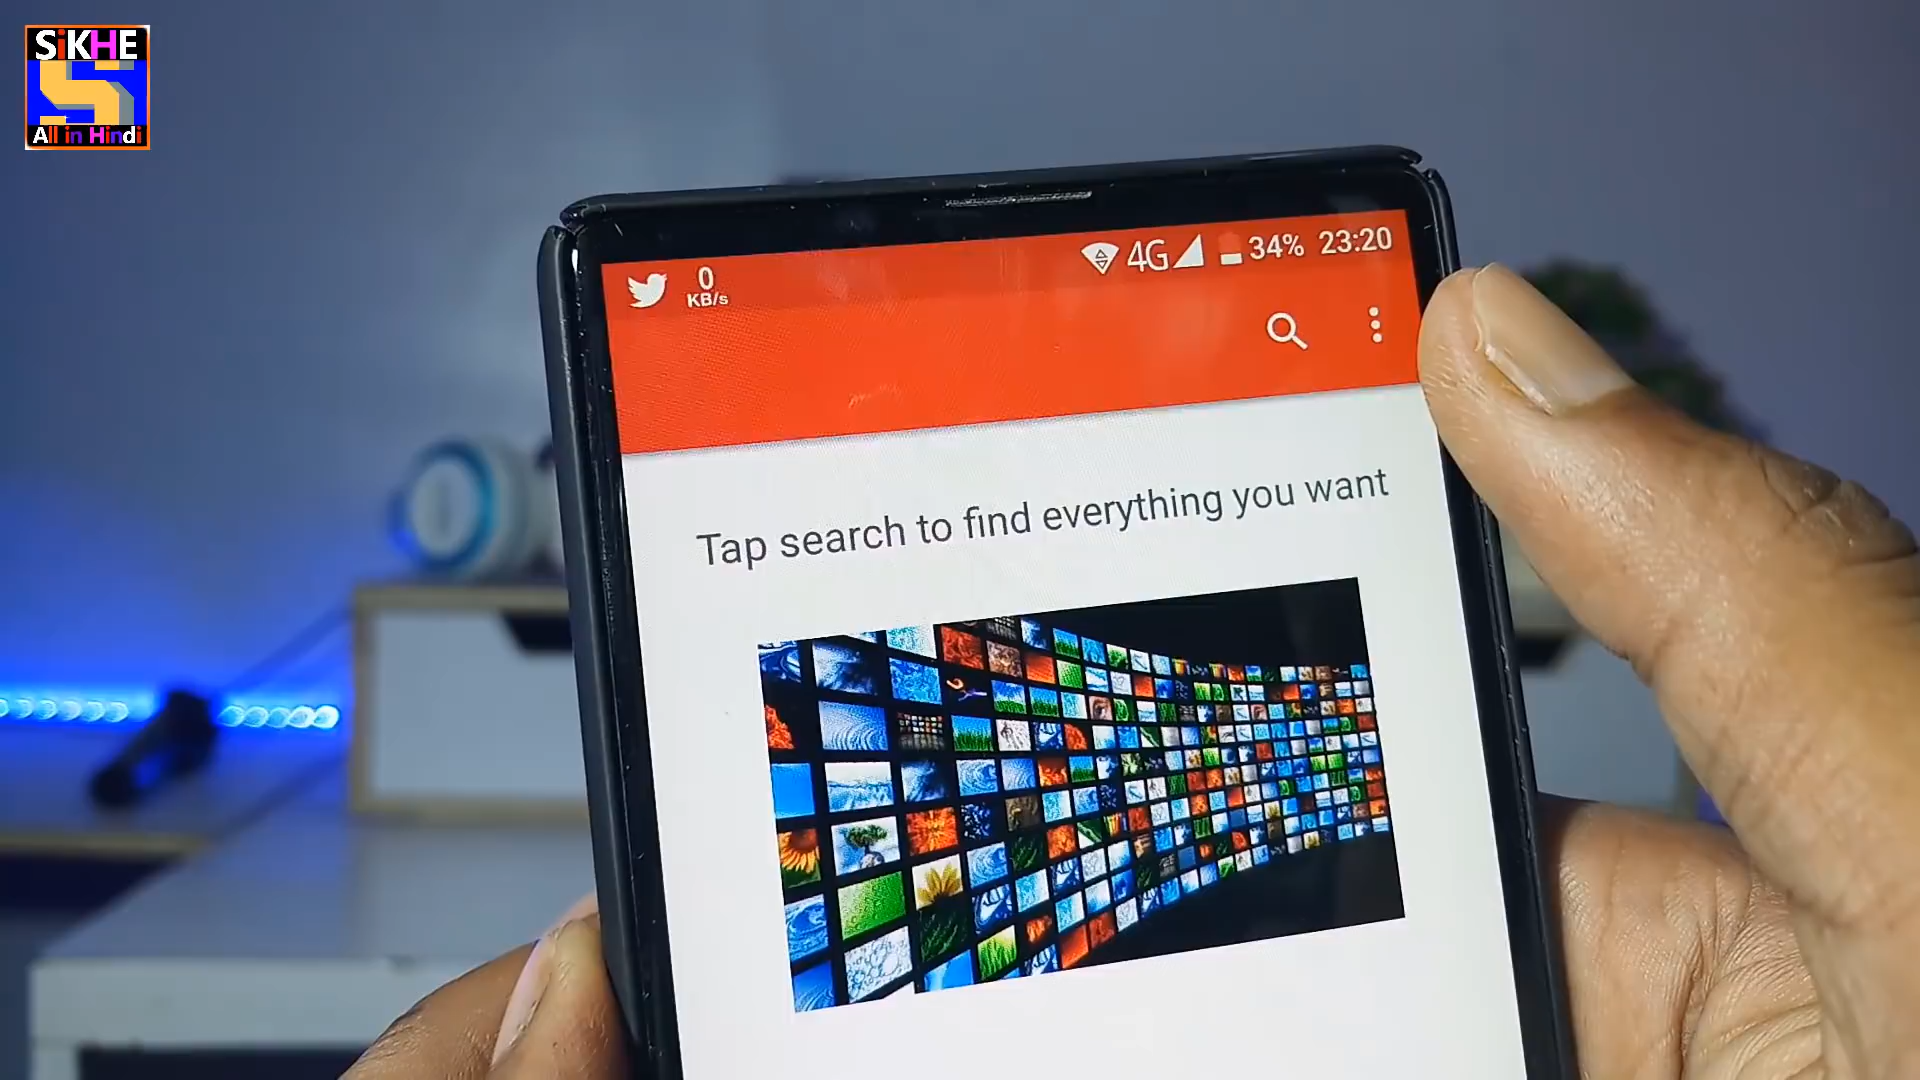 SiKHE
All in Hindi
0
KB/s
4G
34%
23:20
Tap search to find everything you want